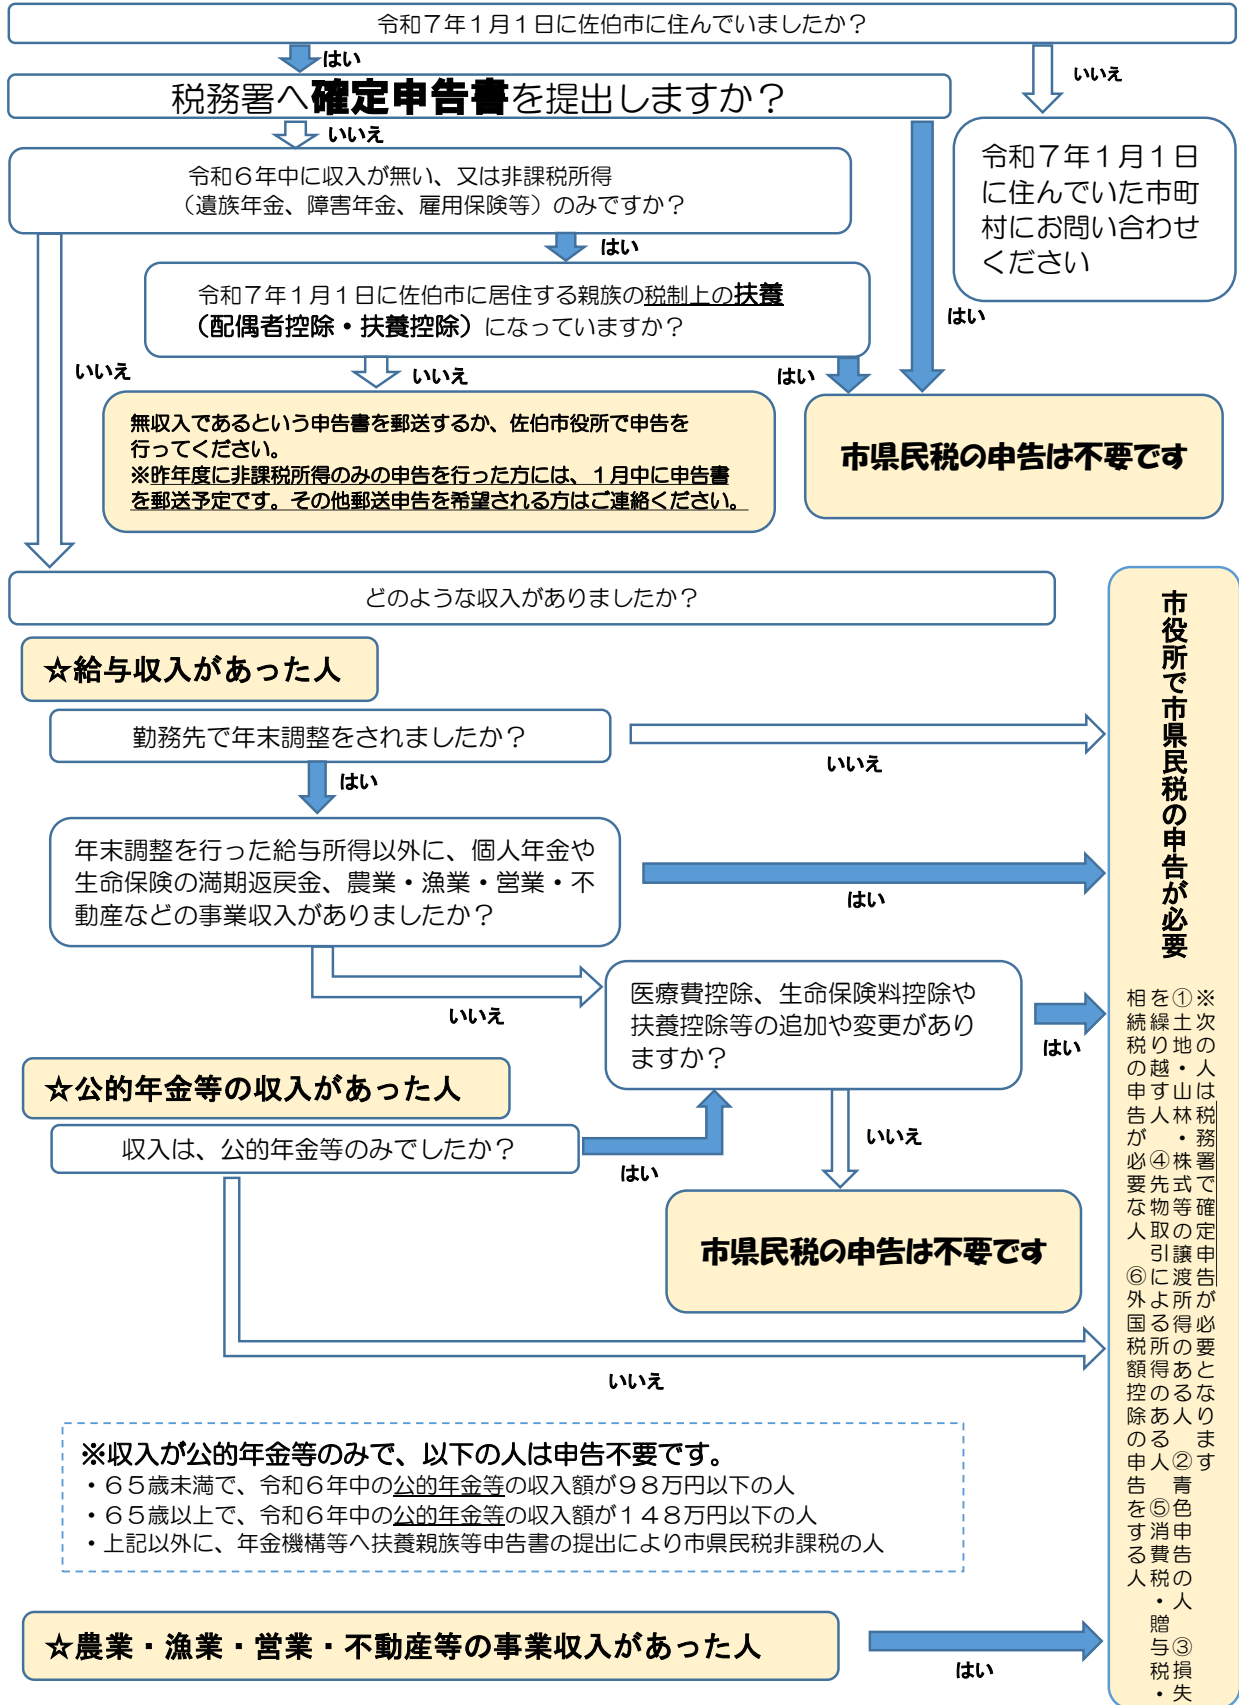 令和７年１月１日に佐伯市に住んでいましたか？
はい
いいえ
税務署へ確定申告書を提出しますか？
いいえ
令和７年１月１日
に住んでいた市町
村にお問い合わせ
ください
令和６年中に収入が無い、又は非課税所得
（遺族年金、障害年金、雇用保険等）のみですか？
はい
令和７年１月１日に佐伯市に居住する親族の税制上の扶養
（配偶者控除・扶養控除）になっていますか？
はい
いいえ
いいえ
はい
無収入であるという申告書を郵送するか、佐伯市役所で申告を
行ってください。
※昨年度に非課税所得のみの申告を行った方には、１月中に申告書
を郵送予定です。その他郵送申告を希望される方はご連絡ください。
市県民税の申告は不要です
どのような収入がありましたか？
☆給与収入があった人
勤務先で年末調整をされましたか？
いいえ
はい
年末調整を行った給与所得以外に、個人年金や
生命保険の満期返戻金、農業・漁業・営業・不
動産などの事業収入がありましたか？
はい
いいえ
医療費控除、生命保険料控除や
扶養控除等の追加や変更があり
ますか？
はい
いいえ
☆公的年金等の収入があった人
収入は、公的年金等のみでしたか？
はい
市県民税の申告は不要です
いいえ
※収入が公的年金等のみで、以下の人は申告不要です。
・６５歳未満で、令和６年中の公的年金等の収入額が９８万円以下の人
・６５歳以上で、令和６年中の公的年金等の収入額が１４８万円以下の人
・上記以外に、年金機構等へ扶養親族等申告書の提出により市県民税非課税の人
☆農業・漁業・営業・不動産等の事業収入があった人
はい
市役所で市県民税の申告が必要
※次の人は税務署で確定申告が必要となります
①土地・山林・株式等の譲渡所得のある人　②青色申告の人　③損失
を繰り越す人　④先物取引による所得のある人　⑤消費税・贈与税・
相続税の申告が必要な人　⑥外国税額控除の申告をする人